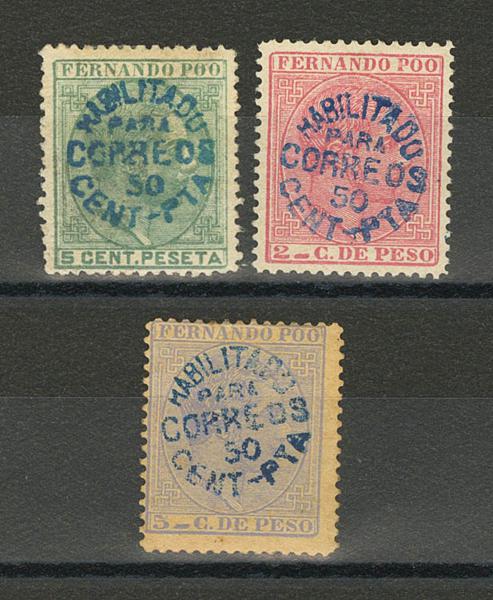 FERNANDO POO
HABILITADO
PARA
CORREOS
50
CENT-PTA
5 CENT. PESETA
FERNANDO POO
HABILITADO
PARA
CORREOS
50
CENT-PTA
2- C. DE PESO
FERNANDO POO
HABILITADO
PARA
CORREOS
50
CENT-PTA
5- C. DE PESO